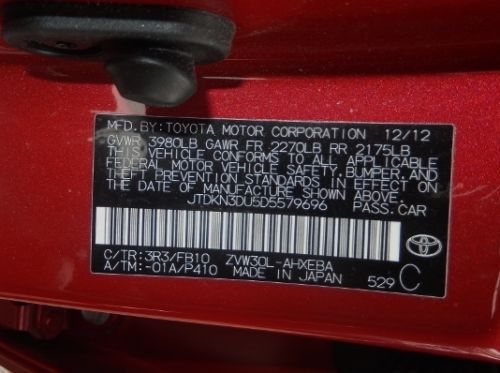 MFD. BY: TOYOTA MOTOR CORPORATION 12/12
GVWR 3980LB GAWR FR 2270LB RR 2175LB
THIS VEHICLE CONFORMS TO ALL APPLICABLE
FEDERAL MOTOR VEHICLE SAFETY, BUMPER, AND
THEFT PREVENTION STANDARDS IN EFFECT ON
THE DATE OF MANUFACTURE SHOWN ABOVE.
JTDKN3DU5D5579696 PASS.CAR
C/TR: 3R3/FB10 ZVW30L-AHXEBA
A/TM: -01A/P410 MADE IN JAPAN 529 C